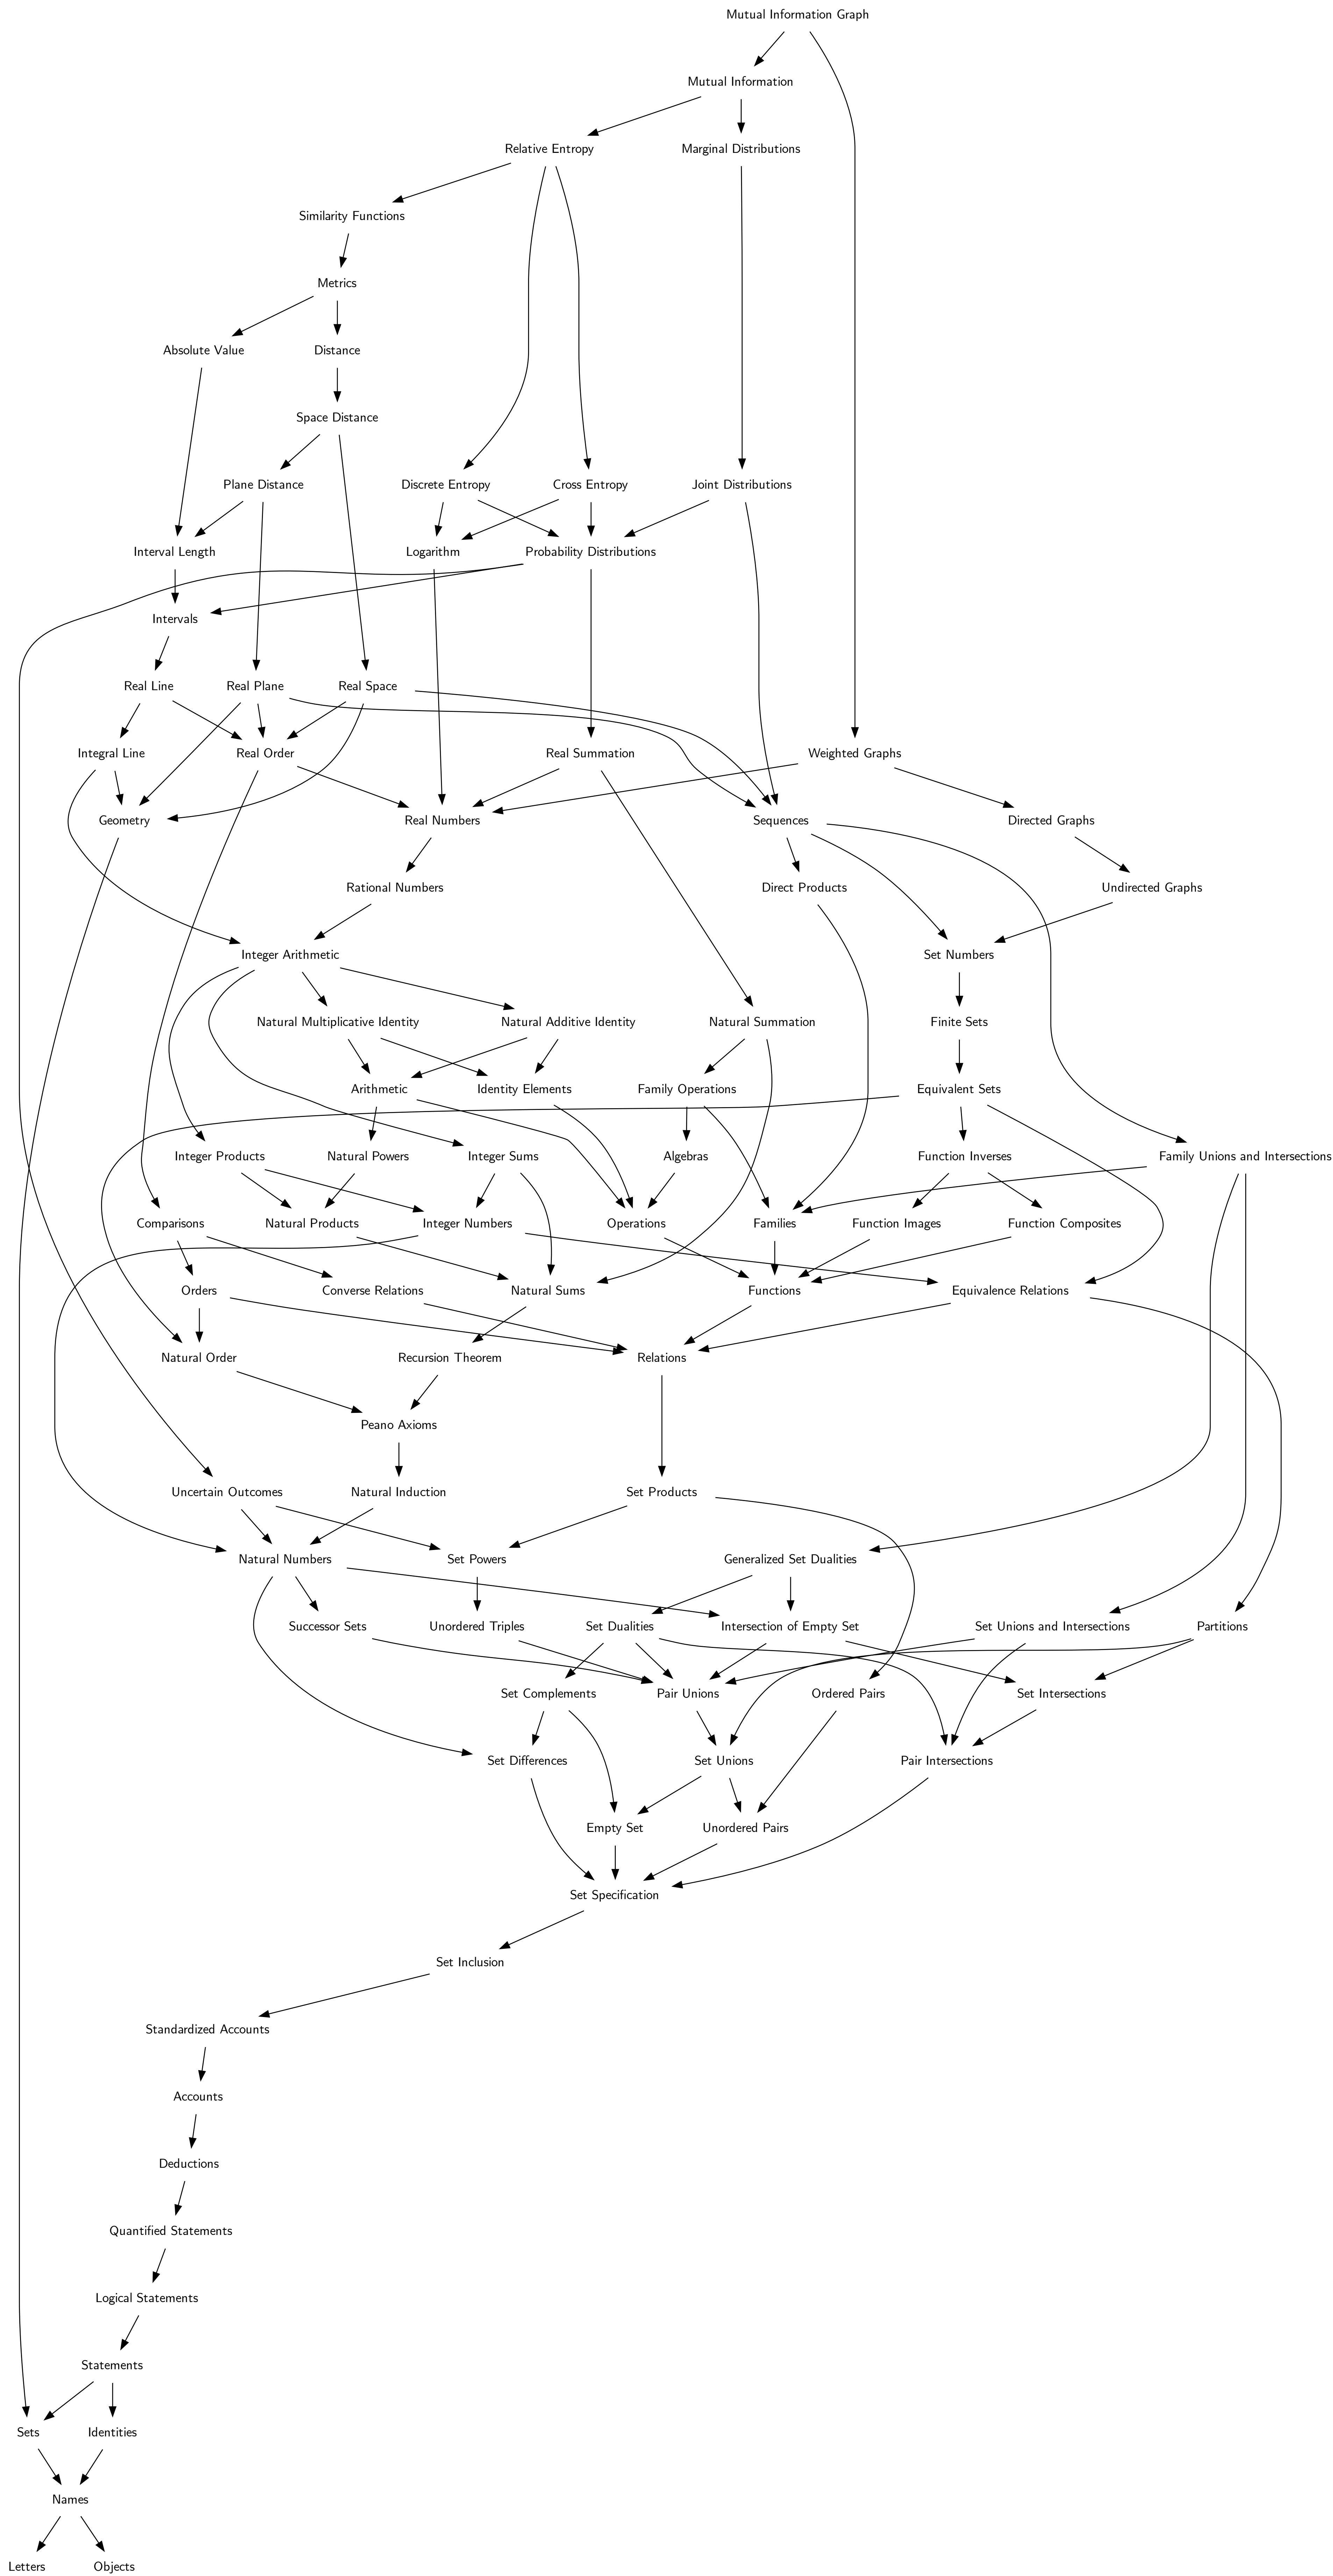 Mutual Information Graph
Mutual Information
Relative Entropy
Marginal Distributions
Similarity Functions
Metrics
Absolute Value
Distance
Space Distance
Plane Distance
Discrete Entropy
Cross Entropy
Joint Distributions
Interval Length
Logarithm
Probability Distributions
Intervals
Real Line
Real Plane
Real Space
Integral Line
Real Order
Real Summation
Weighted Graphs
Geometry
Real Numbers
Sequences
Directed Graphs
Rational Numbers
Direct Products
Undirected Graphs
Integer Arithmetic
Set Numbers
Natural Multiplicative Identity
Natural Additive Identity
Natural Summation
Finite Sets
Arithmetic
Identity Elements
Family Operations
Equivalent Sets
Integer Products
Natural Powers
Integer Sums
Algebras
Function Inverses
Family Unions and Intersections
Comparisons
Natural Products
Integer Numbers
Operations
Families
Function Images
Function Composites
Orders
Converse Relations
Natural Sums
Functions
Equivalence Relations
Natural Order
Recursion Theorem
Relations
Peano Axioms
Uncertain Outcomes
Natural Induction
Set Products
Natural Numbers
Set Powers
Generalized Set Dualities
Successor Sets
Unordered Triples
Set Dualities
Intersection of Empty Set
Set Unions and Intersections
Partitions
Set Complements
Pair Unions
Ordered Pairs
Set Intersections
Set Differences
Set Unions
Pair Intersections
Empty Set
Unordered Pairs
Set Specification
Set Inclusion
Standardized Accounts
Accounts
Deductions
Quantified Statements
Logical Statements
Statements
Sets
Identities
Names
Letters
Objects